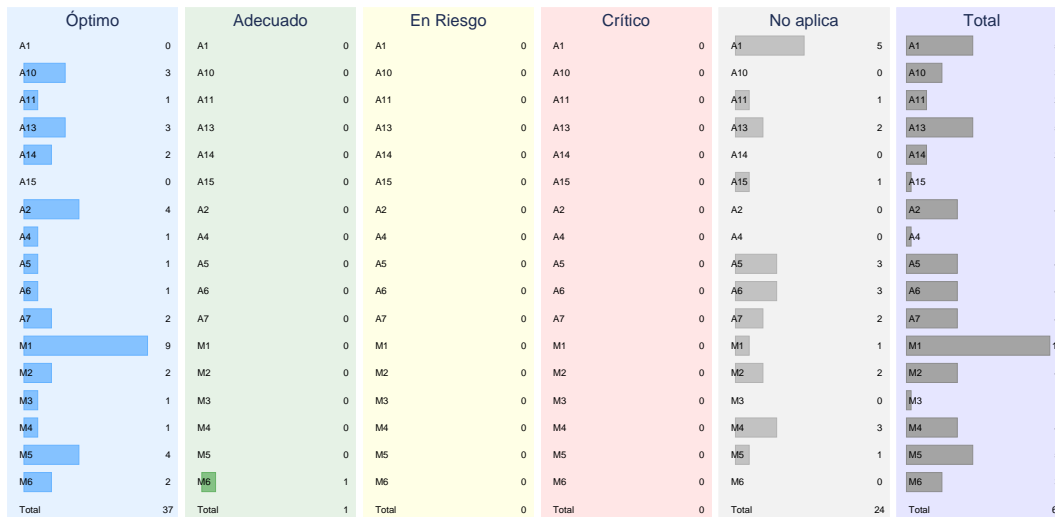 Óptimo Adecuado En Riesgo Crítico No aplica Total
A1 0 A1 0 A1 0 A1 0 A1 5 A1
A10 3 A10 0 A10 0 A10 0 A10 0 A10
A11 1 A11 0 A11 0 A11 0 A11 1 A11
A13 3 A13 0 A13 0 A13 0 A13 2 A13
A14 2 A14 0 A14 0 A14 0 A14 0 A14
A15 0 A15 0 A15 0 A15 0 A15 1 A15
A2 4 A2 0 A2 0 A2 0 A2 0 A2
A4 1 A4 0 A4 0 A4 0 A4 0 A4
A5 1 A5 0 A5 0 A5 0 A5 3 A5
A6 1 A6 0 A6 0 A6 0 A6 3 A6
A7 2 A7 0 A7 0 A7 0 A7 2 A7
M1 9 M1 0 M1 0 M1 0 M1 1 M1
M2 2 M2 0 M2 0 M2 0 M2 2 M2
M3 1 M3 0 M3 0 M3 0 M3 0 M3
M4 1 M4 0 M4 0 M4 0 M4 3 M4
M5 4 M5 0 M5 0 M5 0 M5 1 M5
M6 2 M6 1 M6 0 M6 0 M6 0 M6
Total 37 Total 1 Total 0 Total 0 Total 24 Total